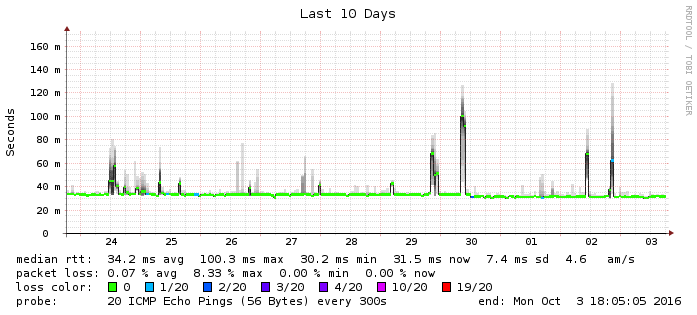 Last 10 Days
RRDTOOL / TOBI OETIKER
Seconds
160 m
140 m
120 m
100 m
80 m
60 m
40 m
20 m
0
24 25 26 27 28 29 30 01 02 03
median rtt: 34.2 ms avg 100.3 ms max 30.2 ms min 31.5 ms now 7.4 ms sd 4.6 am/s
packet loss: 0.07 % avg 8.33 % max 0.00 % min 0.00 % now
loss color: 0 1/20 2/20 3/20 4/20 10/20 19/20
probe: 20 ICMP Echo Pings (56 Bytes) every 300s end: Mon Oct 3 18:05:05 2016